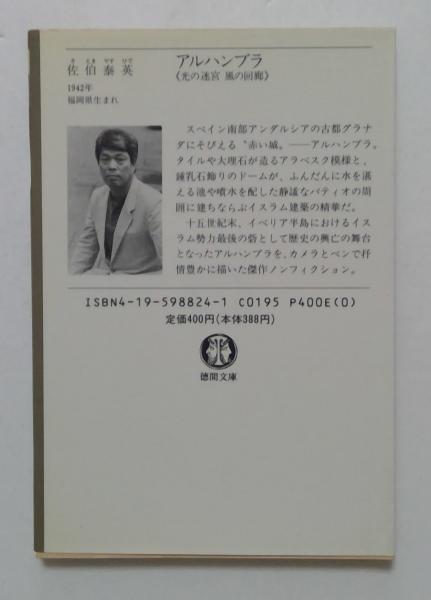 さえきやすひで
佐伯泰英
1942年
福岡県生まれ
アルハンブラ
《光の迷宮 風の回廊》
スペイン南部アンダルシアの古都グラナ
ダにそびえる〝赤い城〟――アルハンブラ。
タイルや大理石が造るアラベスク模様と、
鍾乳石飾りのドームが、ふんだんに水を湛
える池や噴水を配した静謐なパティオの周
囲に建ちならぶイスラム建築の精華だ。
十五世紀末、イベリア半島におけるイス
ラム勢力最後の砦として歴史の興亡の舞台
となったアルハンブラを、カメラとペンで抒
情豊かに描いた傑作ノンフィクション。
ISBN4-19-598824-1 C0195 P400E(0)
定価400円(本体388円)
徳間文庫